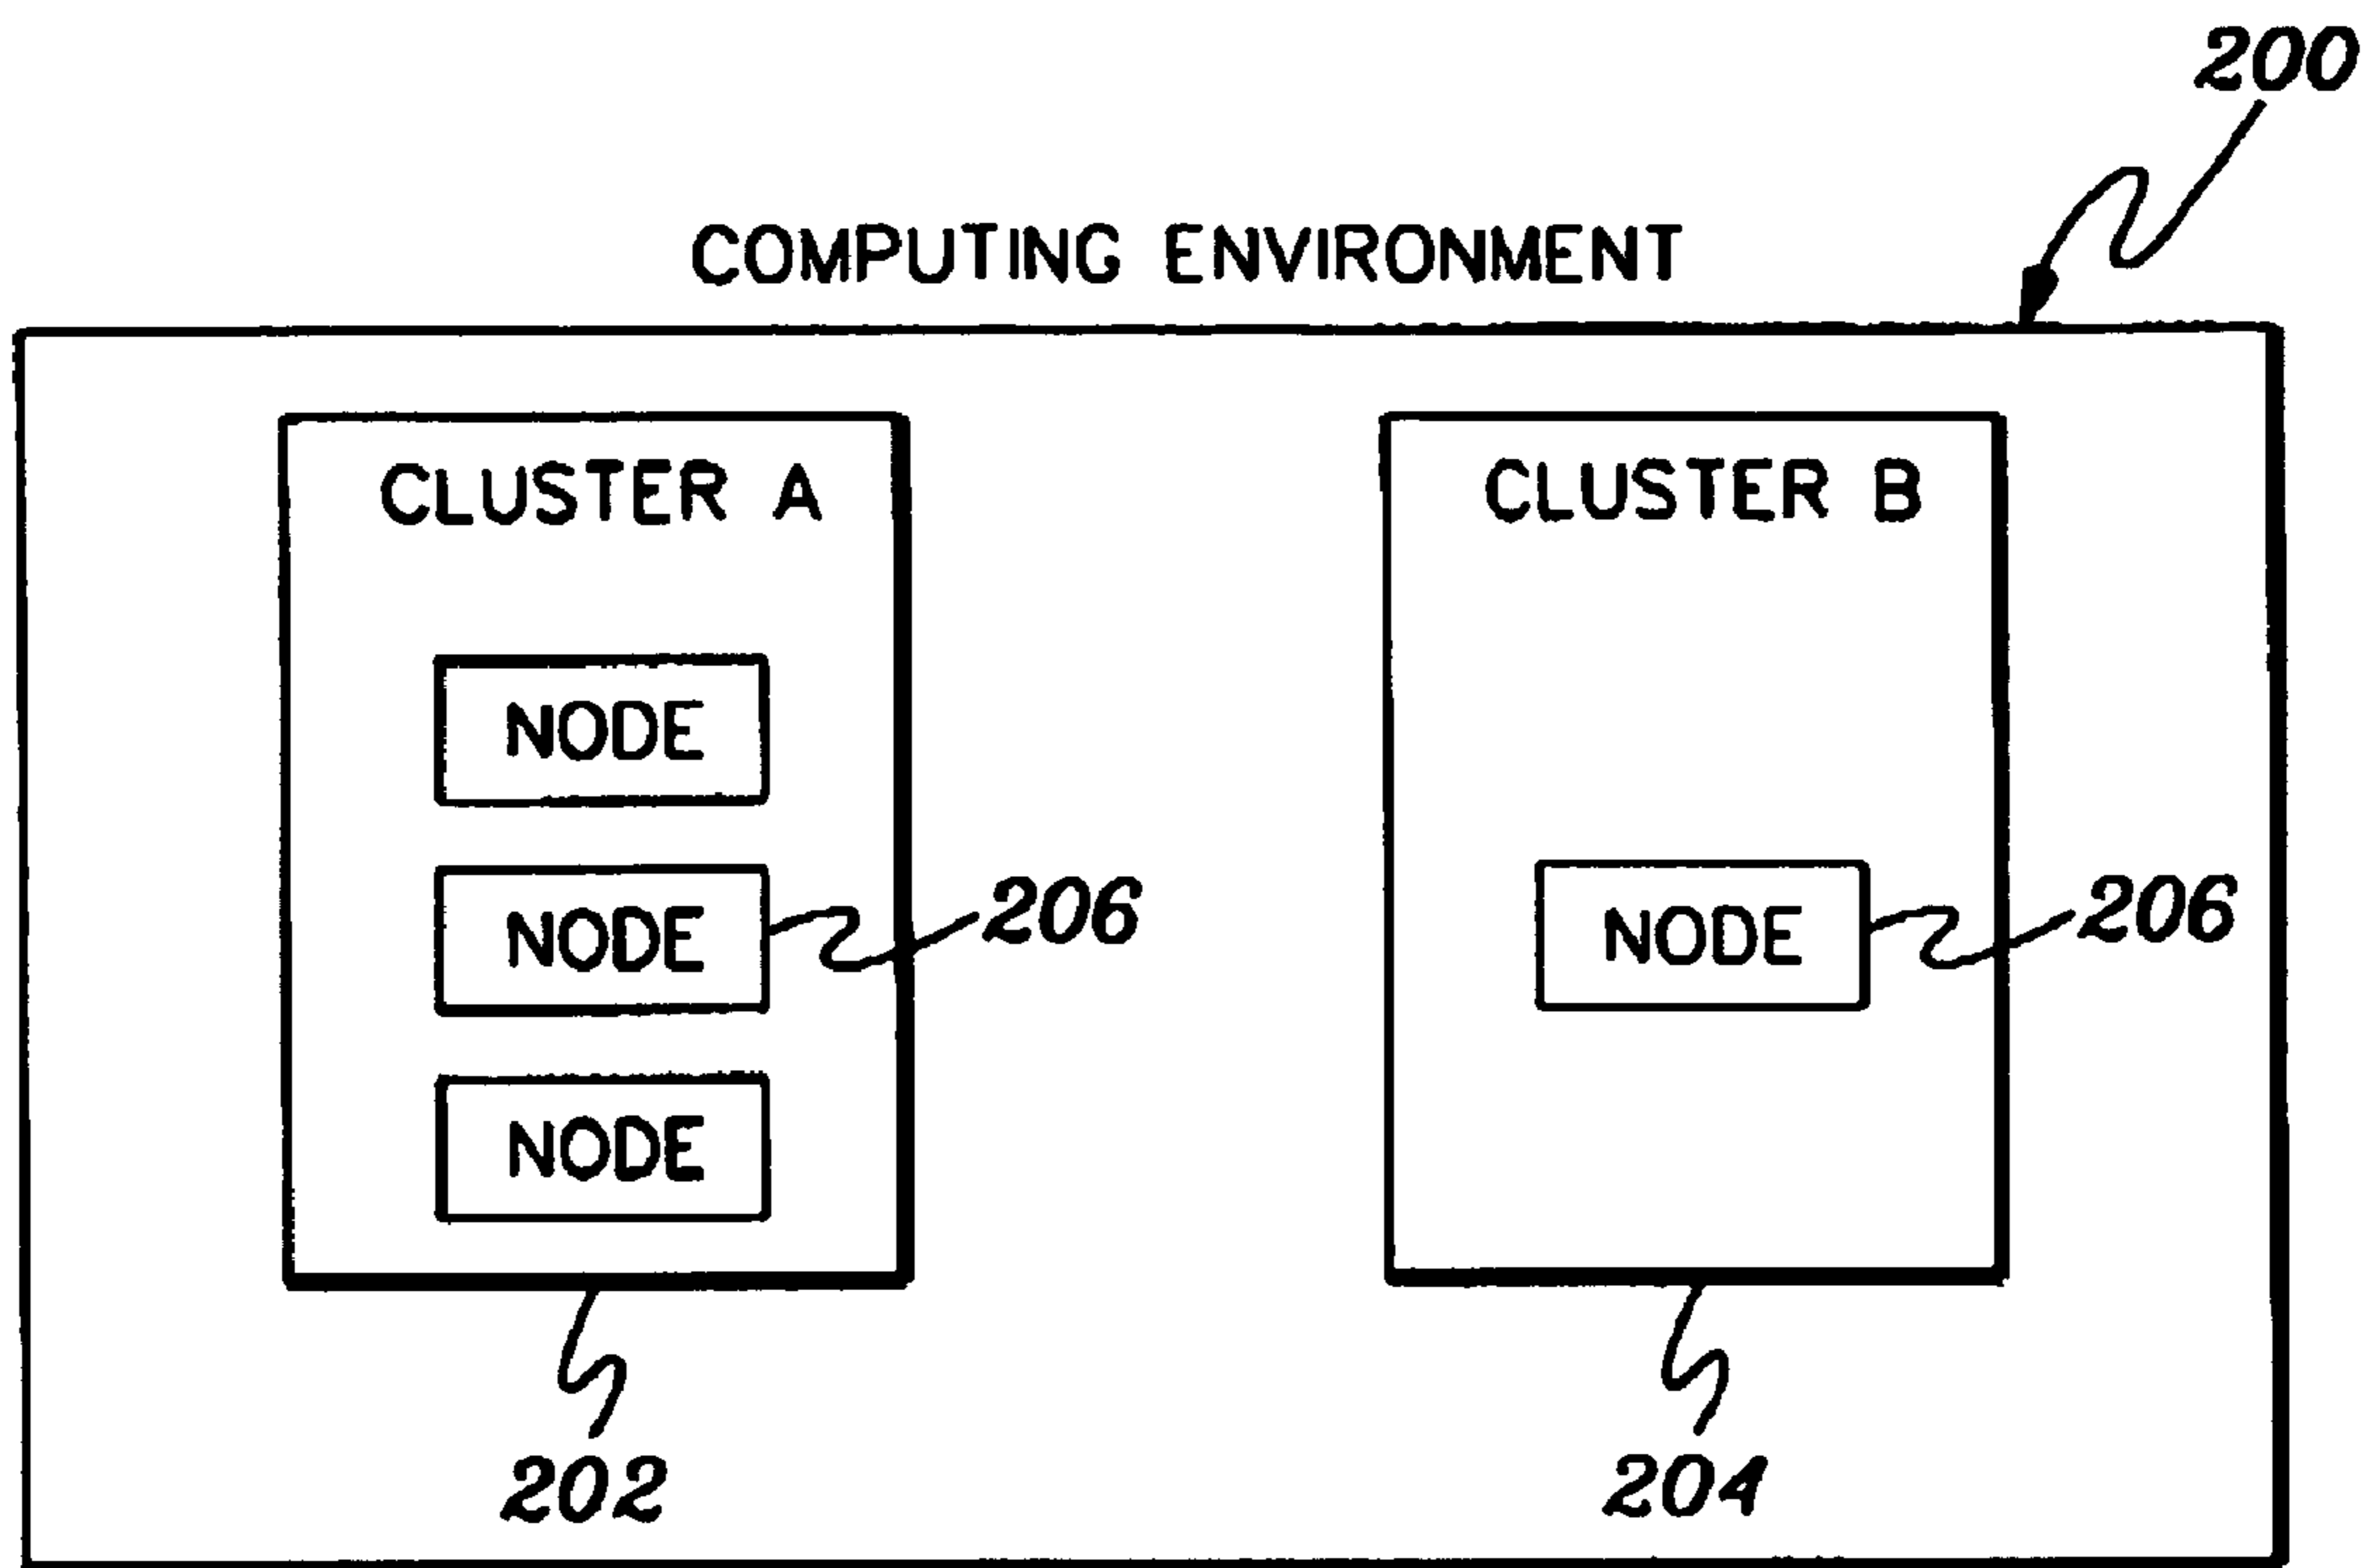 200
COMPUTING ENVIRONMENT
CLUSTER A
NODE
NODE
206
NODE
202
CLUSTER B
NODE
206
204